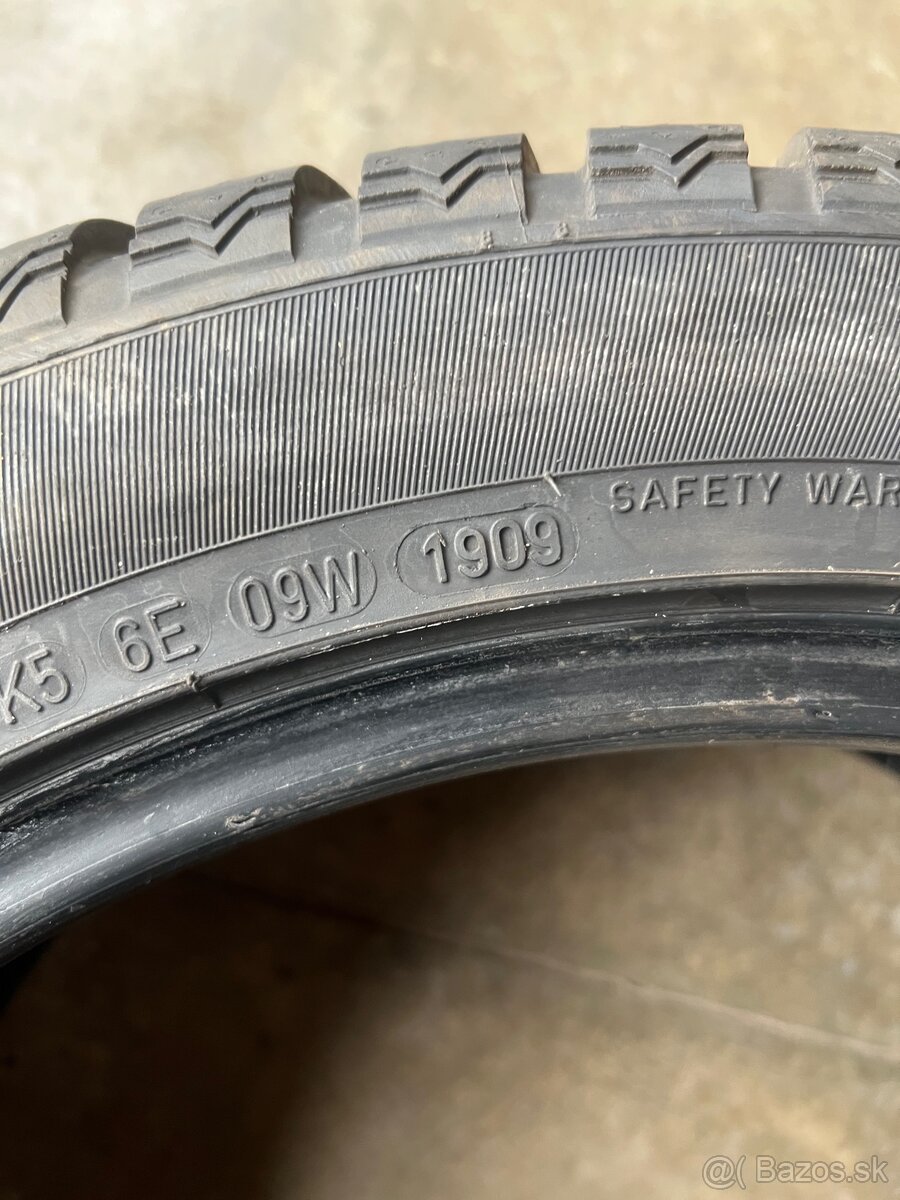 K5 6E 09W 1909
SAFETY WAR
@( Bazos.sk